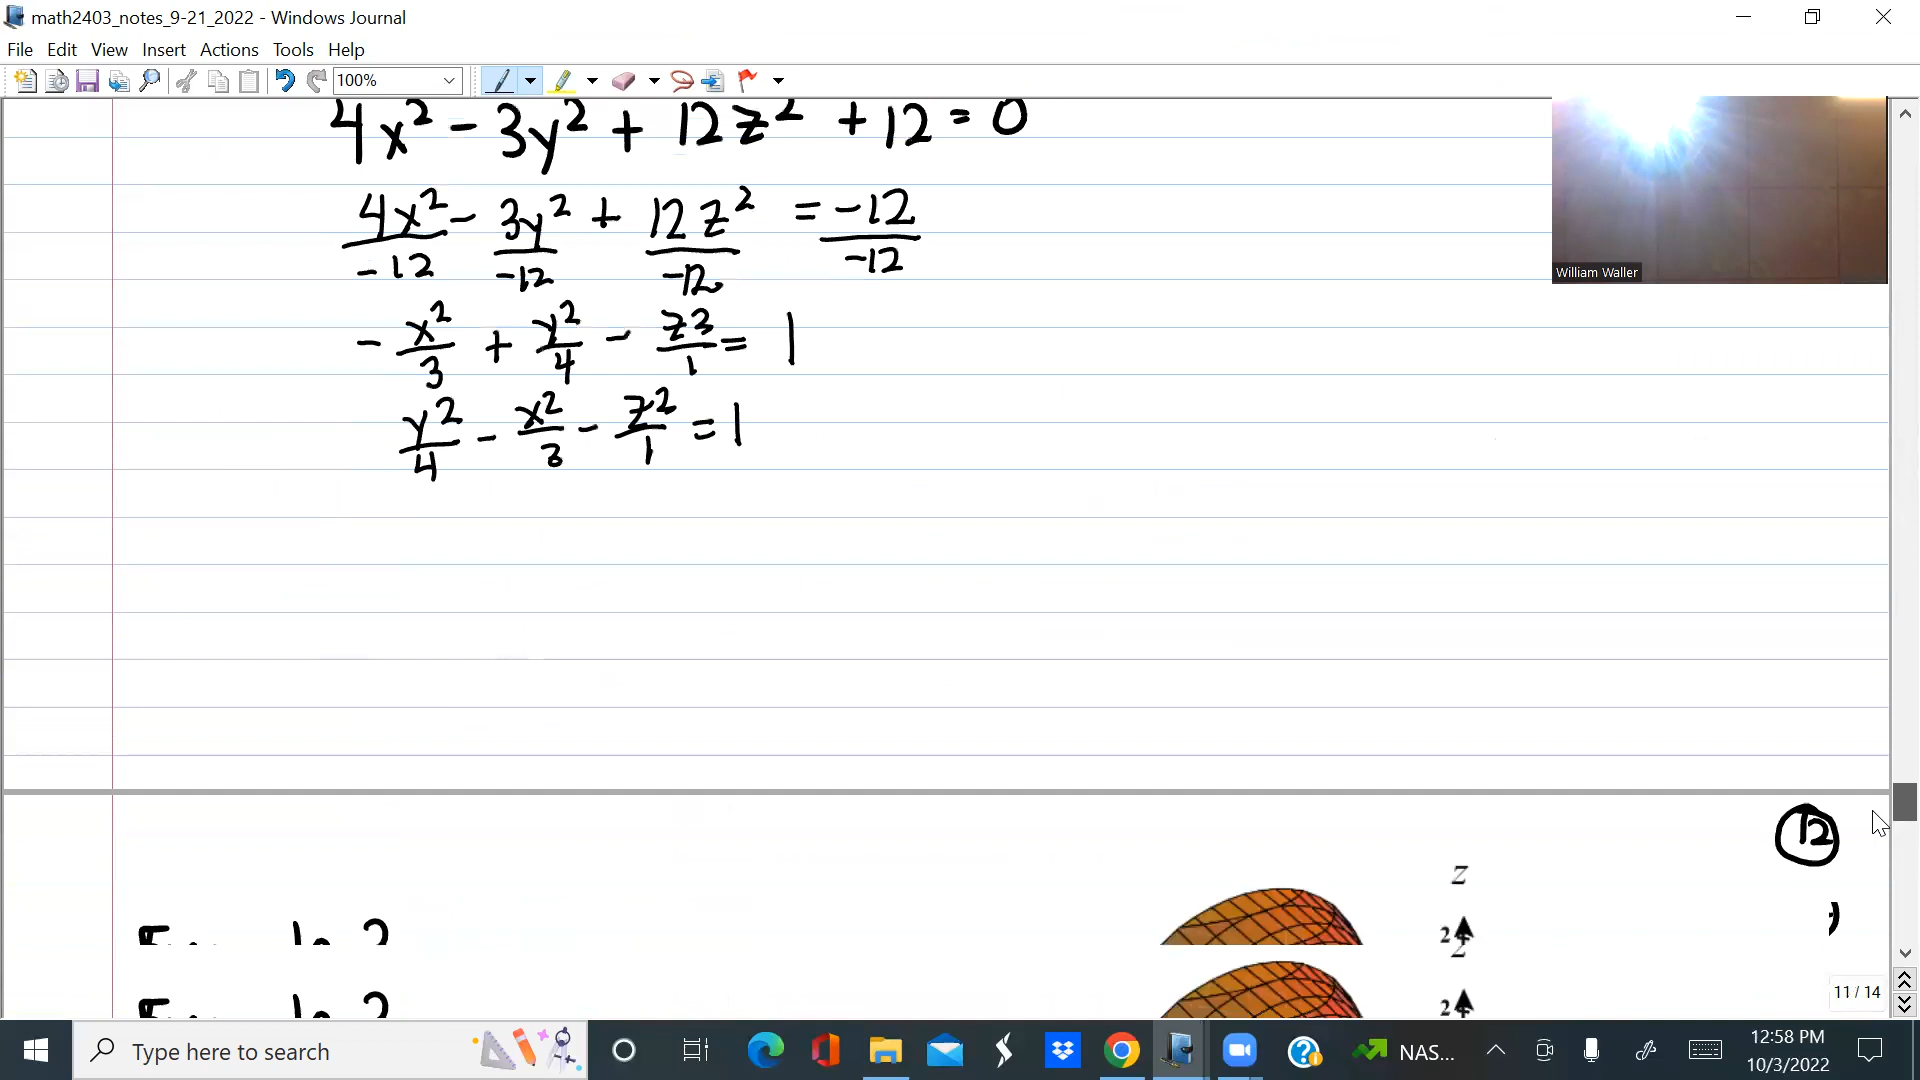 math2403_notes_9-21_2022 - Windows Journal
File Edit View Insert Actions Tools Help
100%
4x² - 3y² + 12z² + 12 = 0
4x²/-12 - 3y²/-12 + 12z²/-12 = -12/-12
- x²/3 + y²/4 - z2/1 = 1
y²/4 - x²/3 - z²/1 = 1
William Waller
12
z
2
z
2
11 / 14
Type here to search
NAS...
12:58 PM
10/3/2022